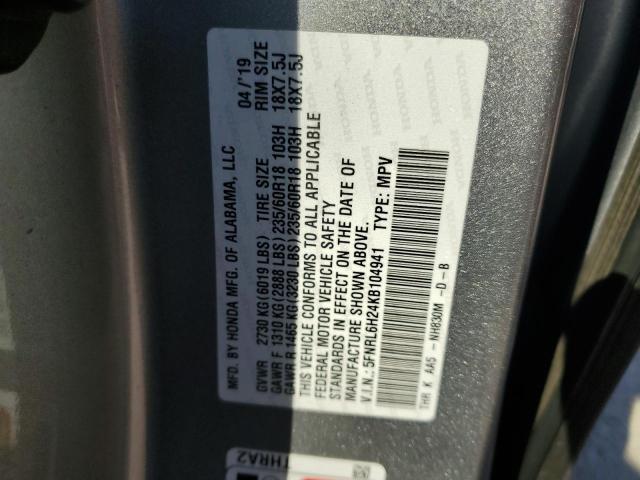 MFD. BY HONDA MFG. OF ALABAMA, LLC 04/'19
GVWR 2730 KG (6019 LBS) TIRE SIZE RIM SIZE
GAWR F 1310 KG (2888 LBS) 235/60R18 103H 18X7.5J
GAWR R 1465 KG (3230 LBS) 235/60R18 103H 18X7.5J
THIS VEHICLE CONFORMS TO ALL APPLICABLE
FEDERAL MOTOR VEHICLE SAFETY
STANDARDS IN EFFECT ON THE DATE OF
MANUFACTURE SHOWN ABOVE.
V.I.N.: 5FNRL6H24KB104941 TYPE: MPV
THR K AA5 - NH830M -D-B
THRA2